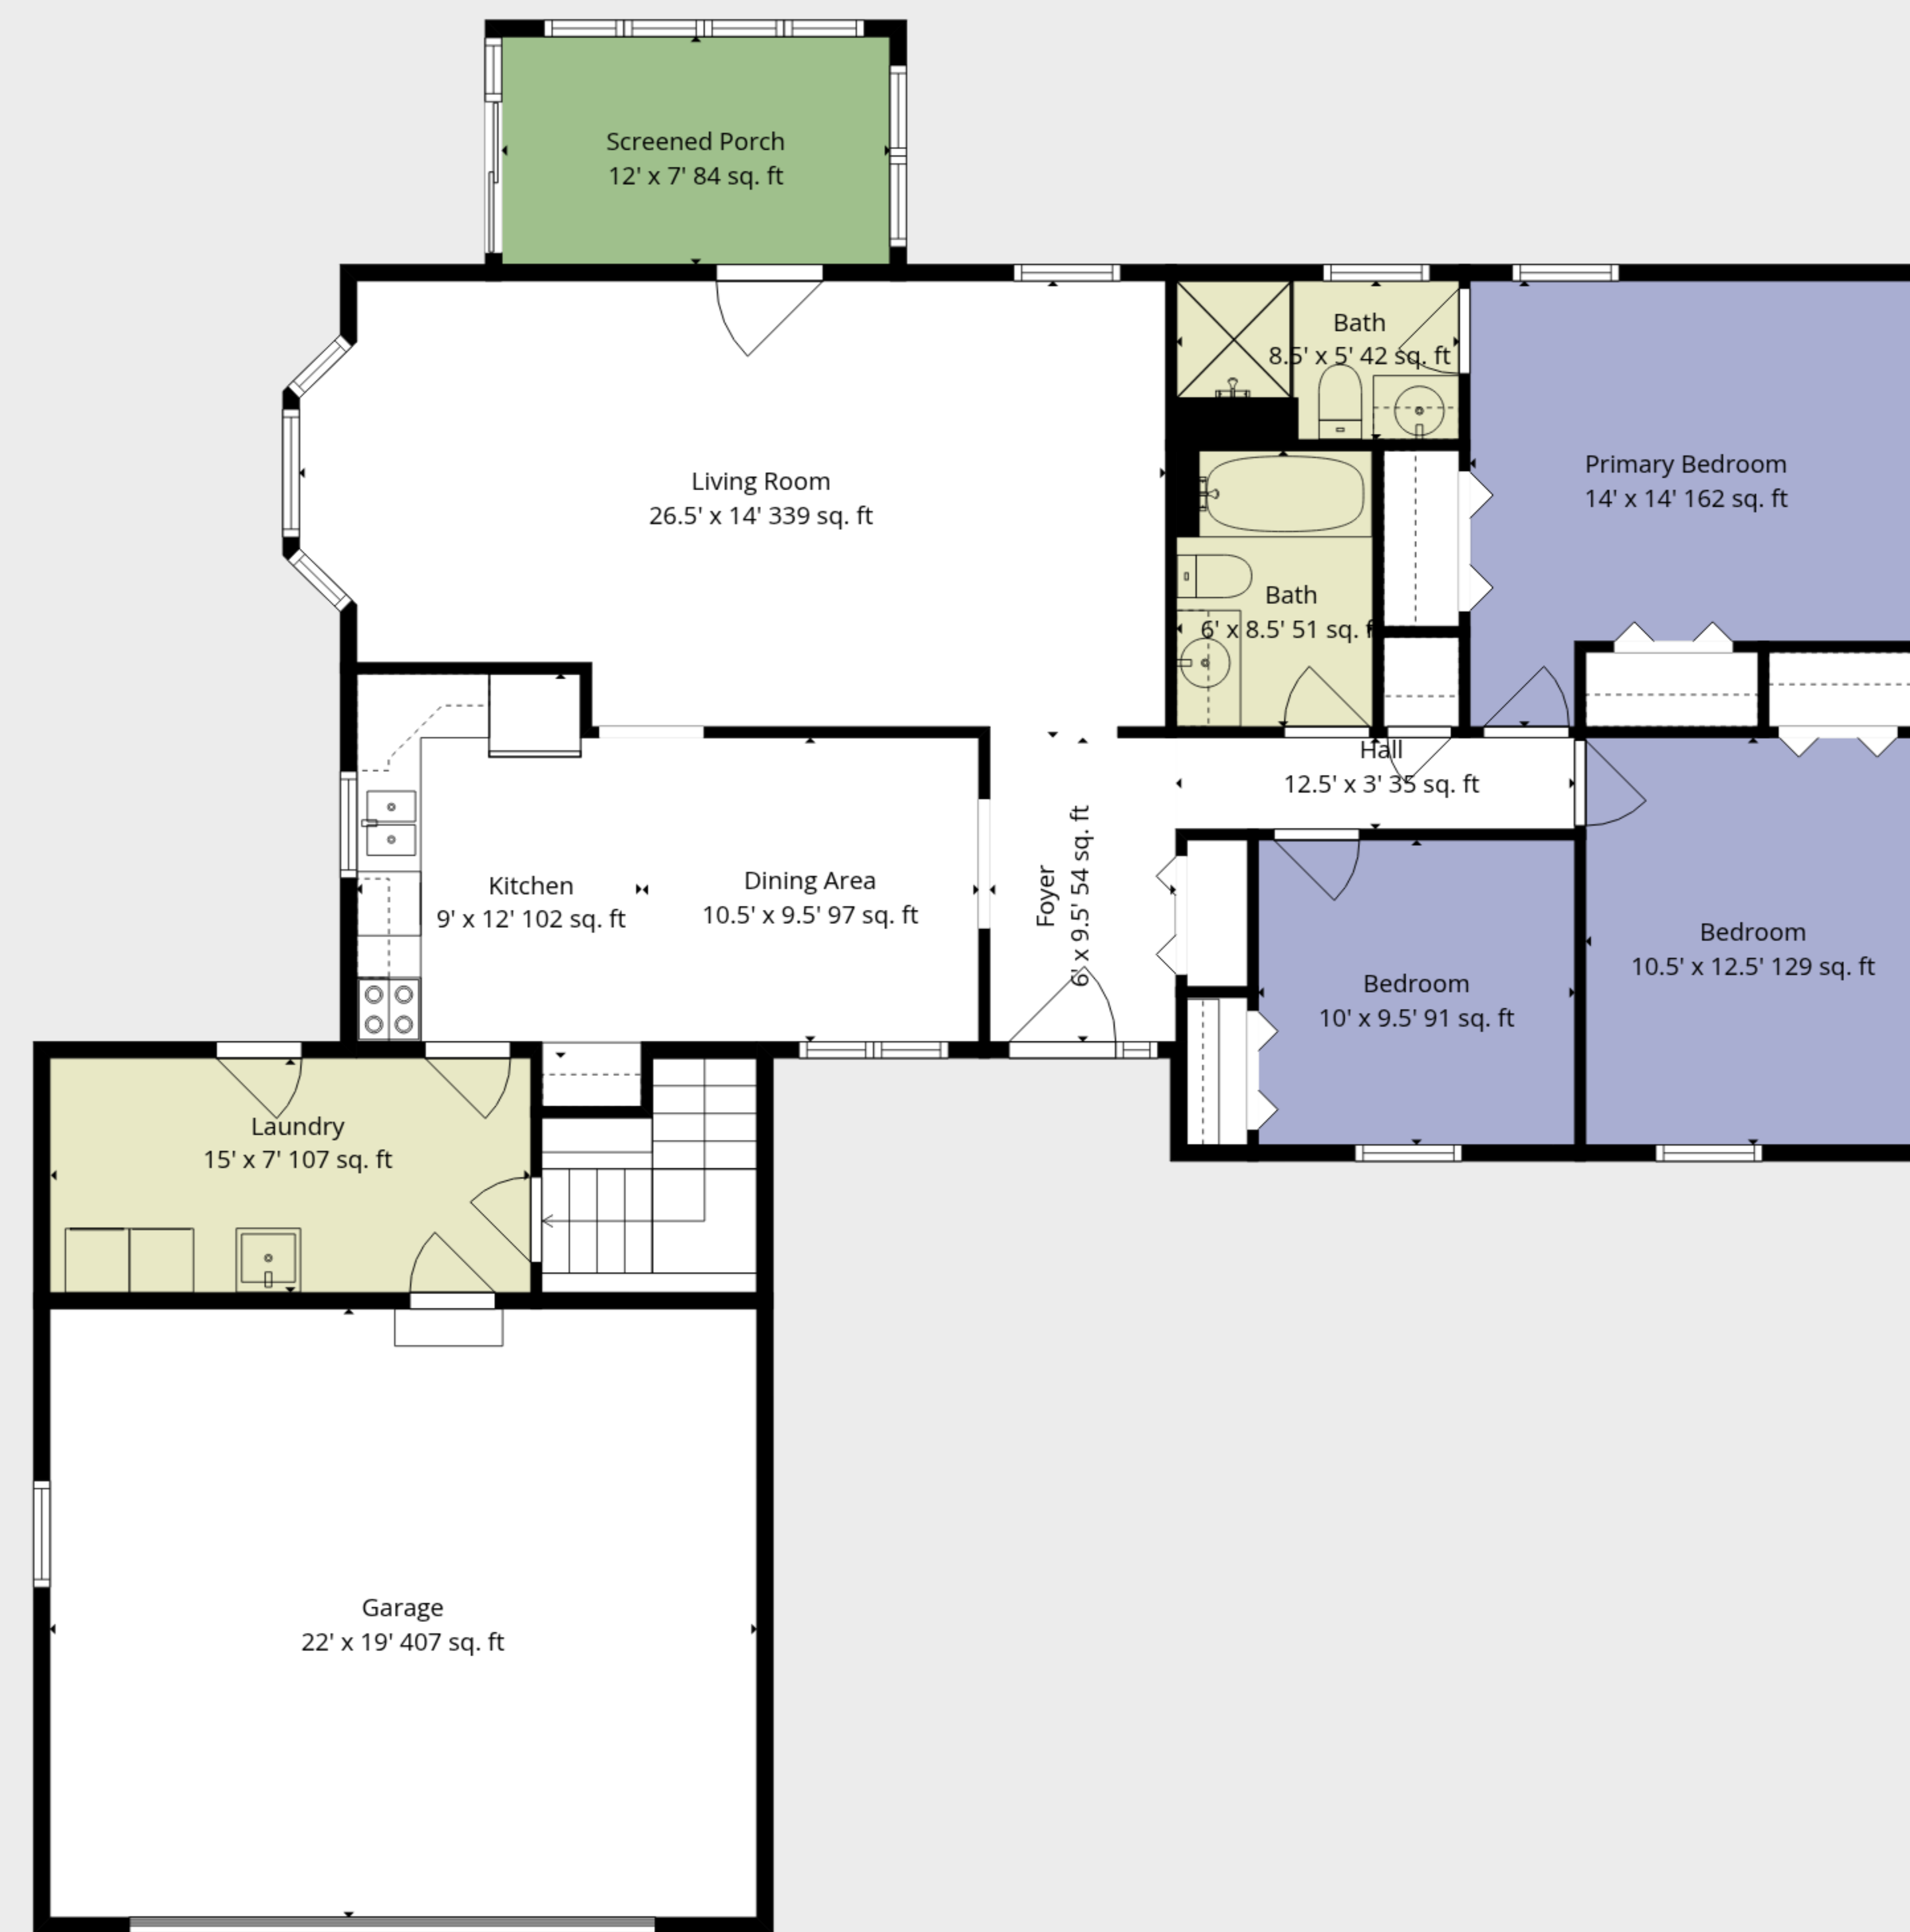 Screened Porch
12' x 7' 84 sq. ft
Bath
8.5' x 5' 42 sq. ft
Living Room
26.5' x 14' 339 sq. ft
Primary Bedroom
14' x 14' 162 sq. ft
Bath
6' x 8.5' 51 sq. f
Hall
12.5' x 3' 35 sq. ft
Kitchen
9' x 12' 102 sq. ft
Dining Area
10.5' x 9.5' 97 sq. ft
Foyer
6' x 9.5' 54 sq. ft
Bedroom
10' x 9.5' 91 sq. ft
Bedroom
10.5' x 12.5' 129 sq. ft
Laundry
15' x 7' 107 sq. ft
Garage
22' x 19' 407 sq. ft